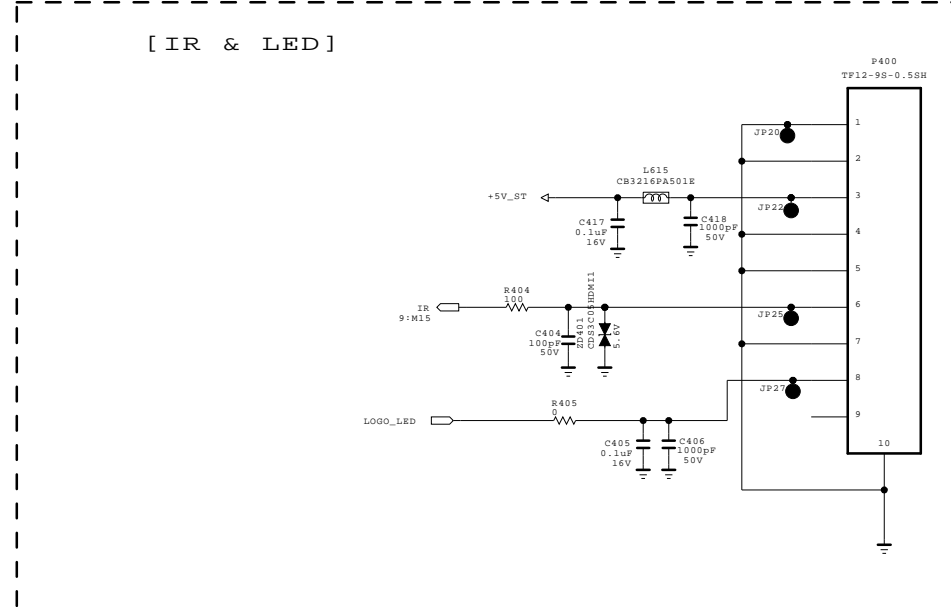 [IR & LED]
P400
TF12-9S-0.5SH
1
JP20
2
L615
CB3216PA501E
+5V_ST
3
JP22
C417
0.1uF
16V
C418
1000pF
50V
4
5
R404
100
IR
9:M15
6
JP25
C404
100pF
50V
ZD401
CDS3C05HDMI1
5.6V
7
8
JP27
R405
0
LOGO_LED
9
C405
0.1uF
16V
C406
1000pF
50V
10